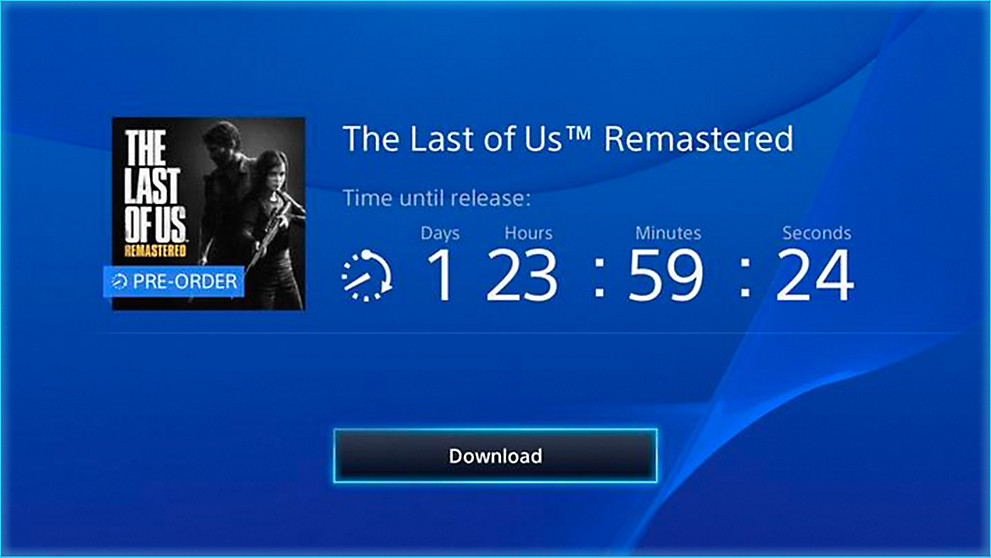 THE
LAST
OF US
REMASTERED
PRE-ORDER
The Last of Us™ Remastered
Time until release:
Days Hours Minutes Seconds
1 23 : 59 : 24
Download